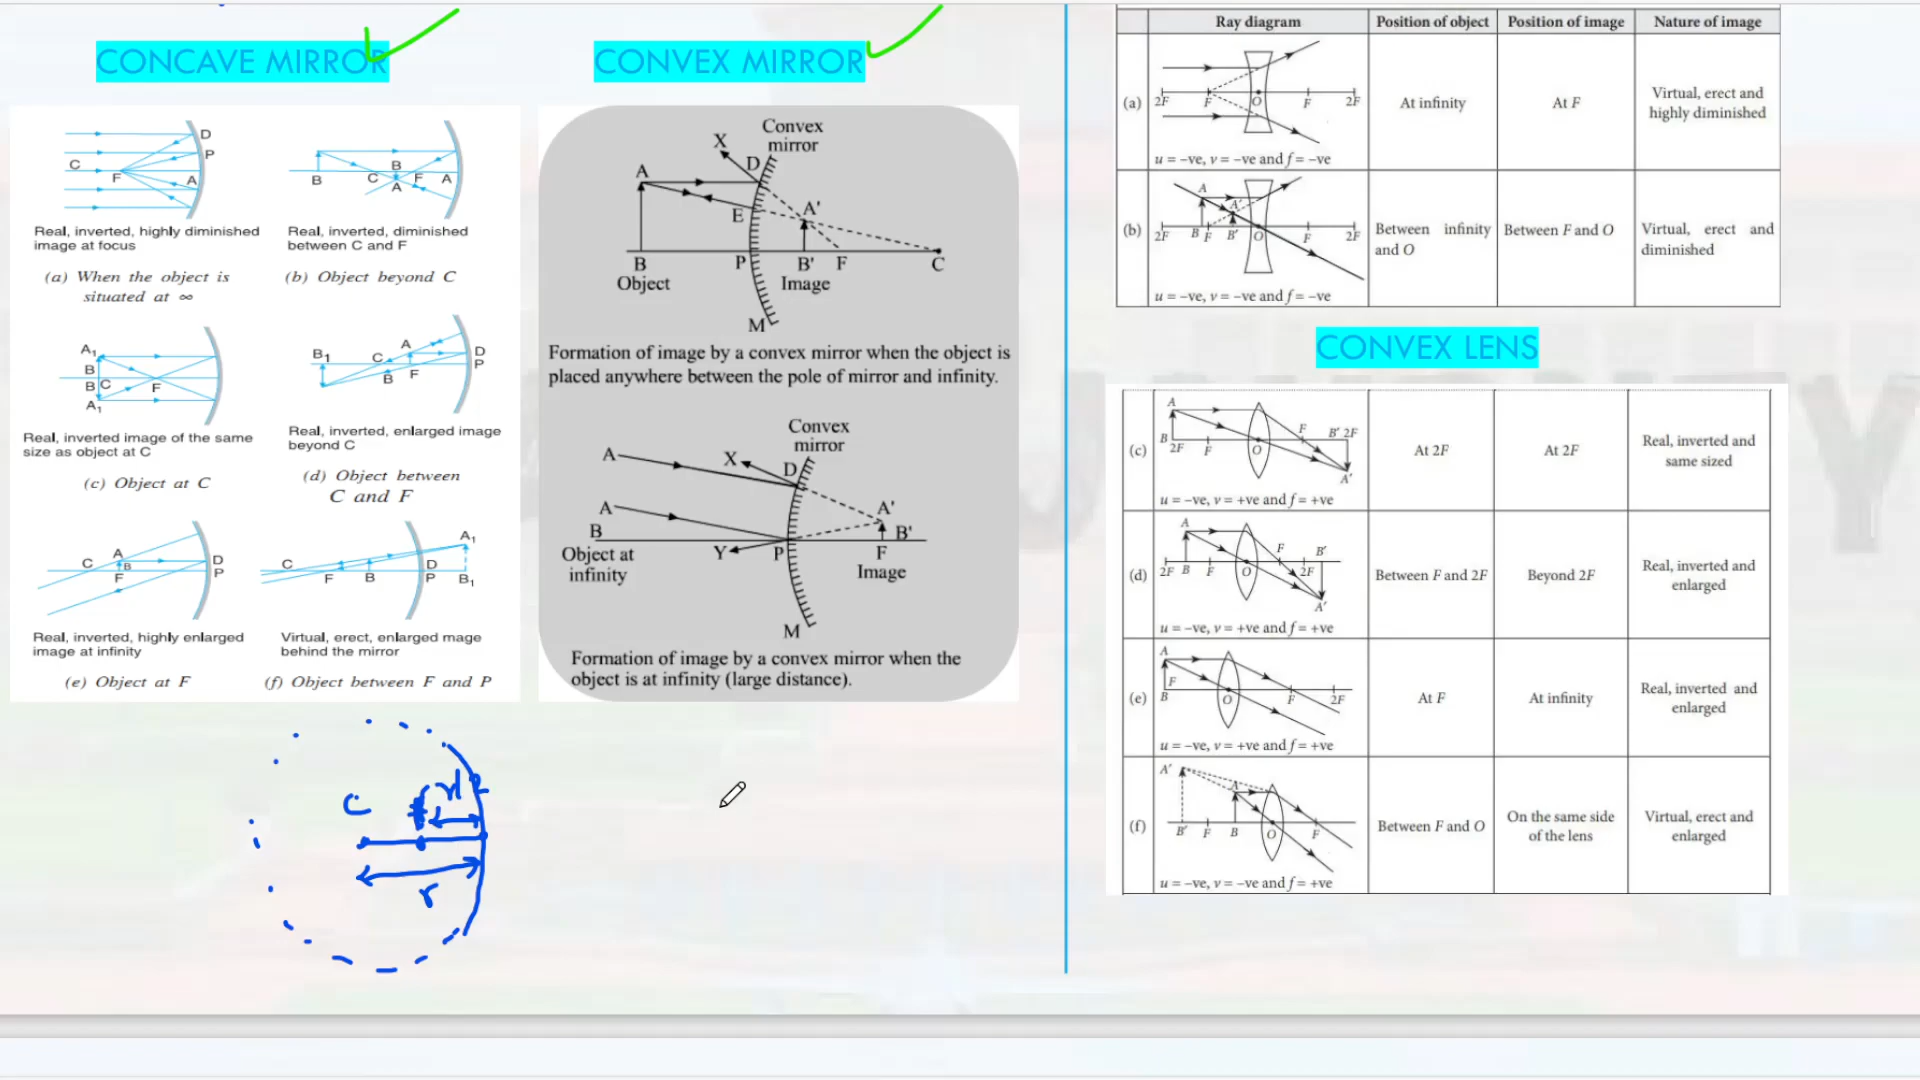 CONCAVE MIRROR
D
P
C
F
A
Real, inverted, highly diminished
image at focus
(a) When the object is
situated at ∞
B
C
B
A
F
A
Real, inverted, diminished
between C and F
(b) Object beyond C
A1
B
B C
F
A1
Real, inverted image of the same
size as object at C
(c) Object at C
B1
C
A
D
P
B
F
Real, inverted, enlarged image
beyond C
(d) Object between
C and F
C
A
B
F
D
P
Real, inverted, highly enlarged
image at infinity
(e) Object at F
C
F
B
D
P
A1
B1
Virtual, erect, enlarged mage
behind the mirror
(f) Object between F and P
C
f
r
CONVEX MIRROR
Convex
mirror
X
D
A
E
A'
B
P
B'
F
C
Object
Image
M
Formation of image by a convex mirror when the object is
placed anywhere between the pole of mirror and infinity.
Convex
mirror
A
X
D
A
A'
B
B'
Object at
infinity
Y
P
F
Image
M
Formation of image by a convex mirror when the
object is at infinity (large distance).
Ray diagram Position of object Position of image Nature of image
(a) 2F F O F 2F At infinity At F Virtual, erect and
highly diminished
u = –ve, v = –ve and f = –ve
(b) A A' 2F B F B' O F 2F Between infinity
and O Between F and O Virtual, erect and
diminished
u = –ve, v = –ve and f = –ve
CONVEX LENS
(c) A B 2F F O F B' 2F A' At 2F At 2F Real, inverted and
same sized
u = –ve, v = +ve and f = +ve
(d) A 2F B F O F 2F B' A' Between F and 2F Beyond 2F Real, inverted and
enlarged
u = –ve, v = +ve and f = +ve
(e) A F B O F 2F At F At infinity Real, inverted and
enlarged
u = –ve, v = +ve and f = +ve
(f) A' A B' F B O F Between F and O On the same side
of the lens Virtual, erect and
enlarged
u = –ve, v = –ve and f = +ve